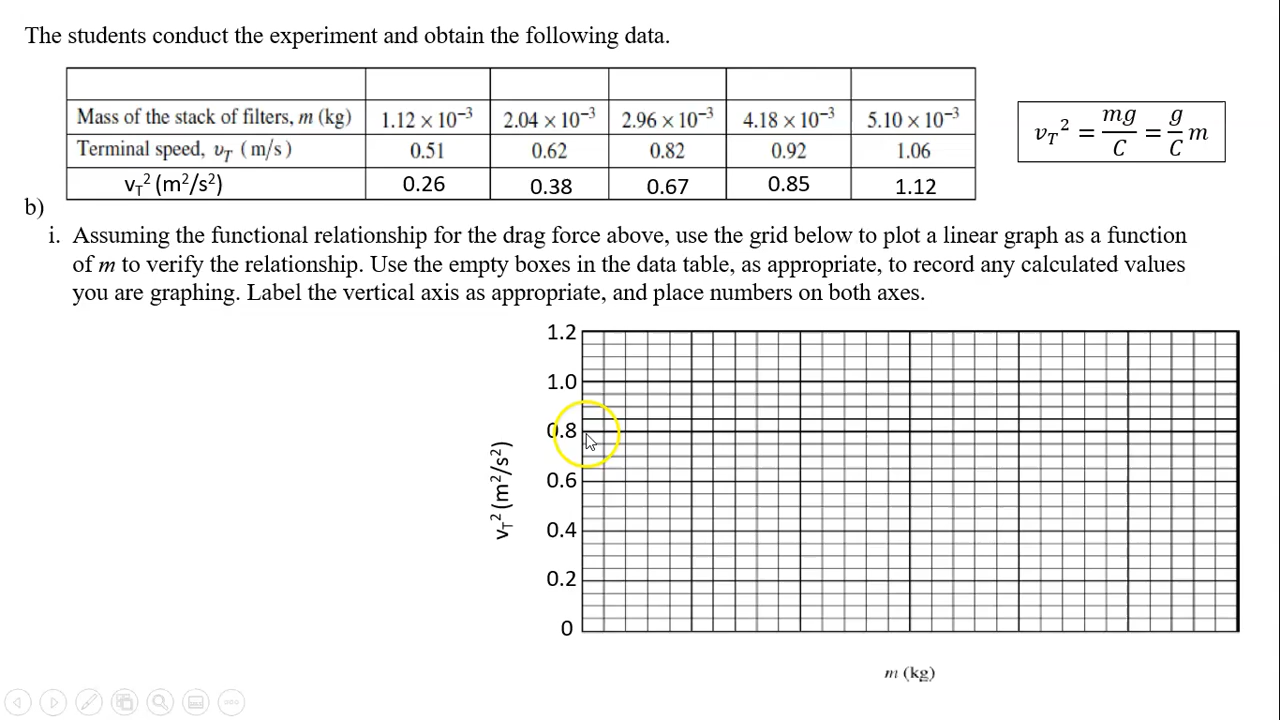 The students conduct the experiment and obtain the following data.
Mass of the stack of filters, m (kg) 1.12 × 10⁻³ 2.04 × 10⁻³ 2.96 × 10⁻³ 4.18 × 10⁻³ 5.10 × 10⁻³
Terminal speed, υ_T (m/s) 0.51 0.62 0.82 0.92 1.06
v_T² (m²/s²) 0.26 0.38 0.67 0.85 1.12
v_T² = mg/C = g/C m
b)
i. Assuming the functional relationship for the drag force above, use the grid below to plot a linear graph as a function
of m to verify the relationship. Use the empty boxes in the data table, as appropriate, to record any calculated values
you are graphing. Label the vertical axis as appropriate, and place numbers on both axes.
1.2
1.0
0.8
0.6
0.4
0.2
0
v_T² (m²/s²)
m (kg)